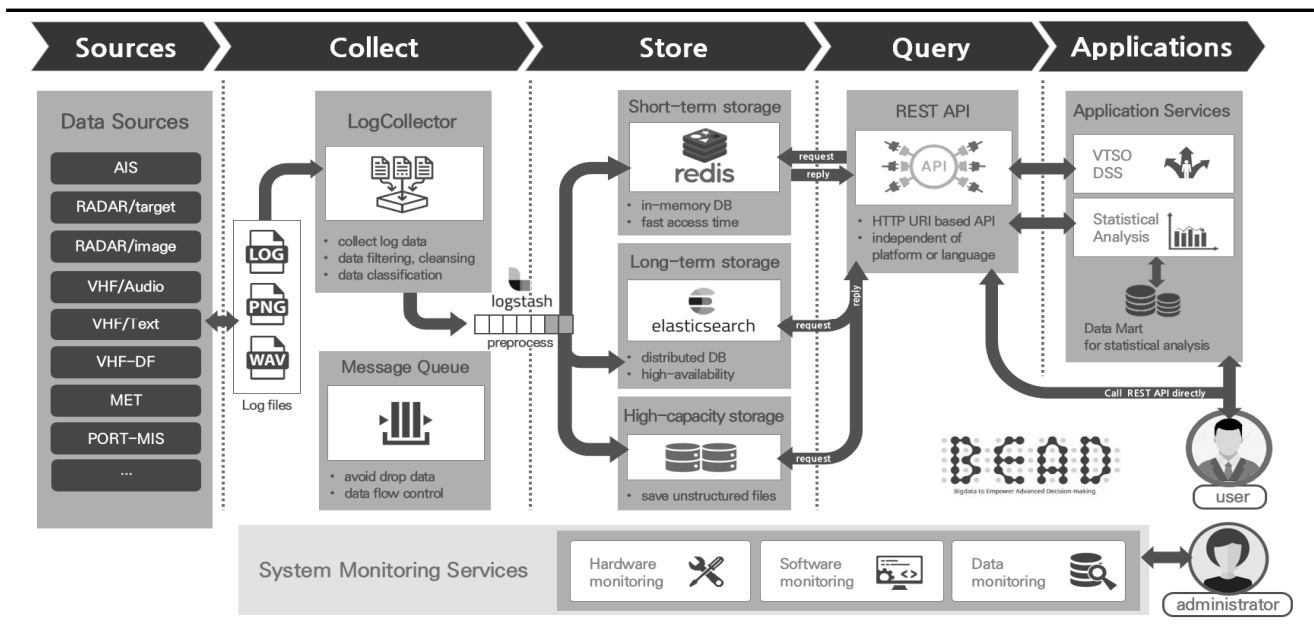 Sources
Collect
Store
Query
Applications
Data Sources
AIS
RADAR/target
RADAR/image
VHF/Audio
VHF/Text
VHF-DF
MET
PORT-MIS
...
LOG
PNG
WAV
Log files
LogCollector
• collect log data
• data filtering, cleansing
• data classification
logstash
preprocess
Message Queue
• avoid drop data
• data flow control
Short-term storage
redis
• in-memory DB
• fast access time
Long-term storage
elasticsearch
• distributed DB
• high-availability
High-capacity storage
• save unstructured files
request
reply
request
reply
request
REST API
API
• HTTP URI based API
• independent of
platform or language
Application Services
VTSO
DSS
Statistical
Analysis
Data Mart
for statistical analysis
Call REST API directly
BEAD
Bigdata to Empower Advanced Decision-making
user
System Monitoring Services
Hardware
monitoring
Software
monitoring
Data
monitoring
administrator